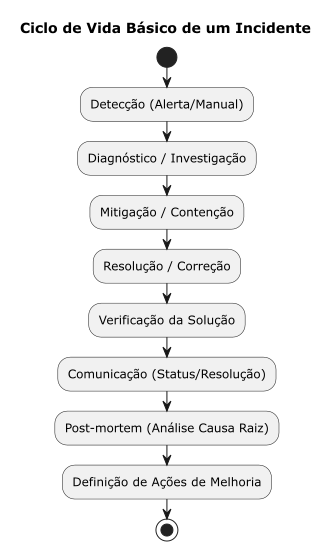 Ciclo de Vida Básico de um Incidente
Detecção (Alerta/Manual)
Diagnóstico / Investigação
Mitigação / Contenção
Resolução / Correção
Verificação da Solução
Comunicação (Status/Resolução)
Post-mortem (Análise Causa Raiz)
Definição de Ações de Melhoria